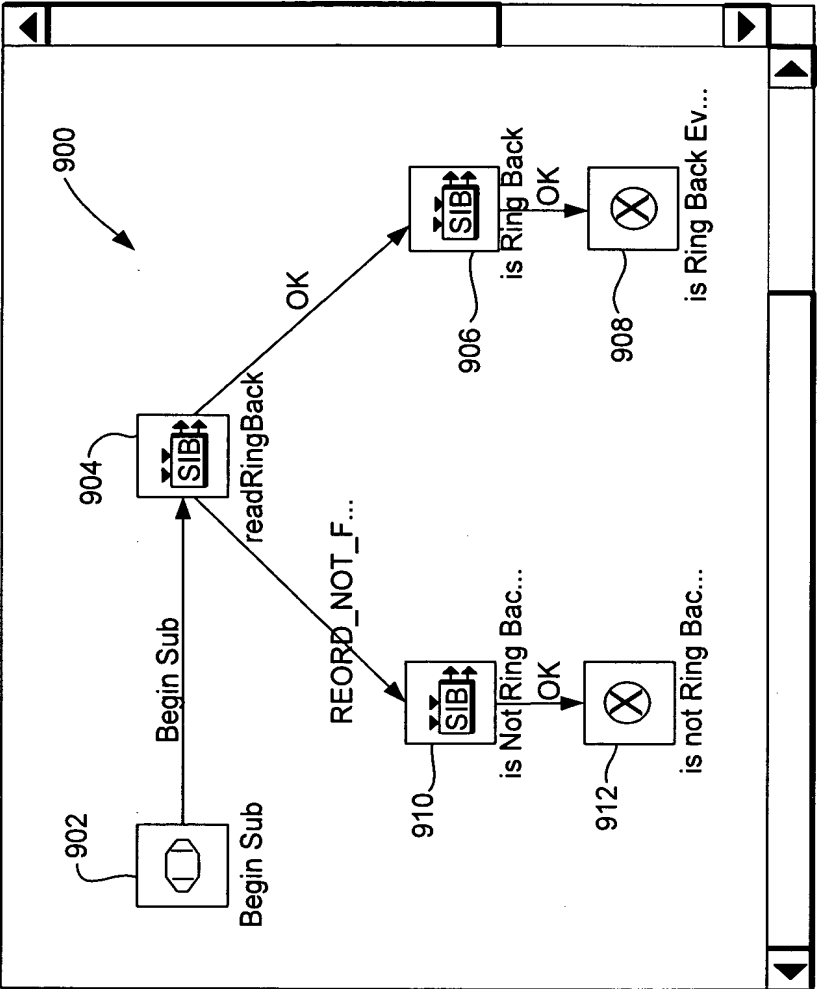 900
902
Begin Sub
Begin Sub
904
SIB
readRingBack
OK
REORD_NOT_F...
906
SIB
is Ring Back
OK
908
X
is Ring Back Ev...
910
SIB
is Not Ring Bac...
OK
912
X
is not Ring Bac...